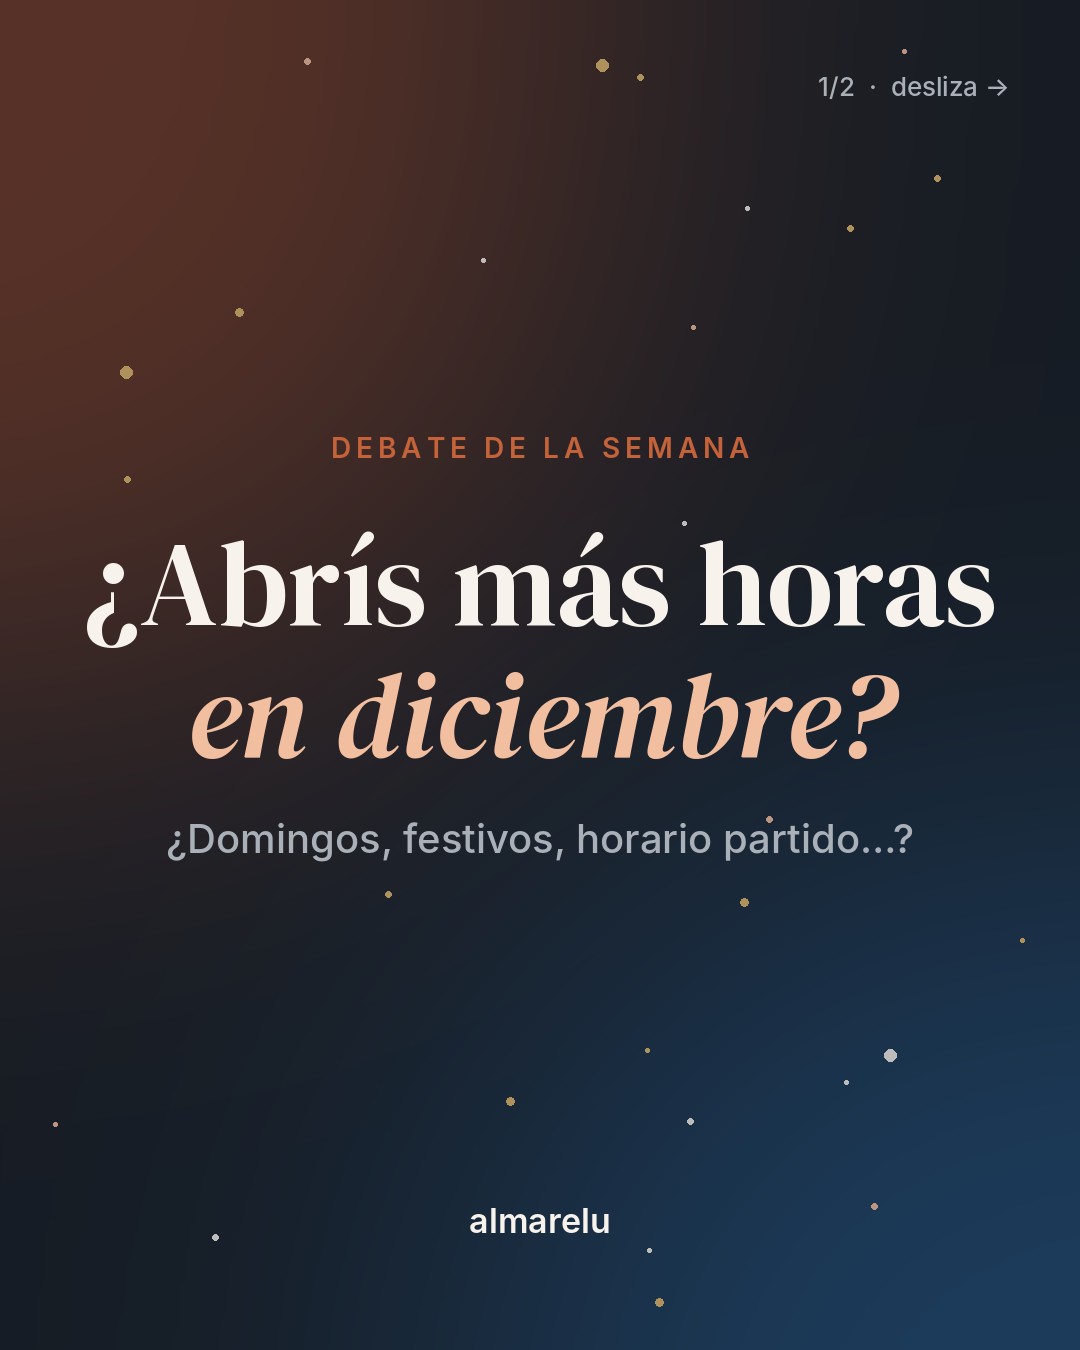 1/2 · desliza →
DEBATE DE LA SEMANA
¿Abrís más horas
en diciembre?
¿Domingos, festivos, horario partido...?
almarelu